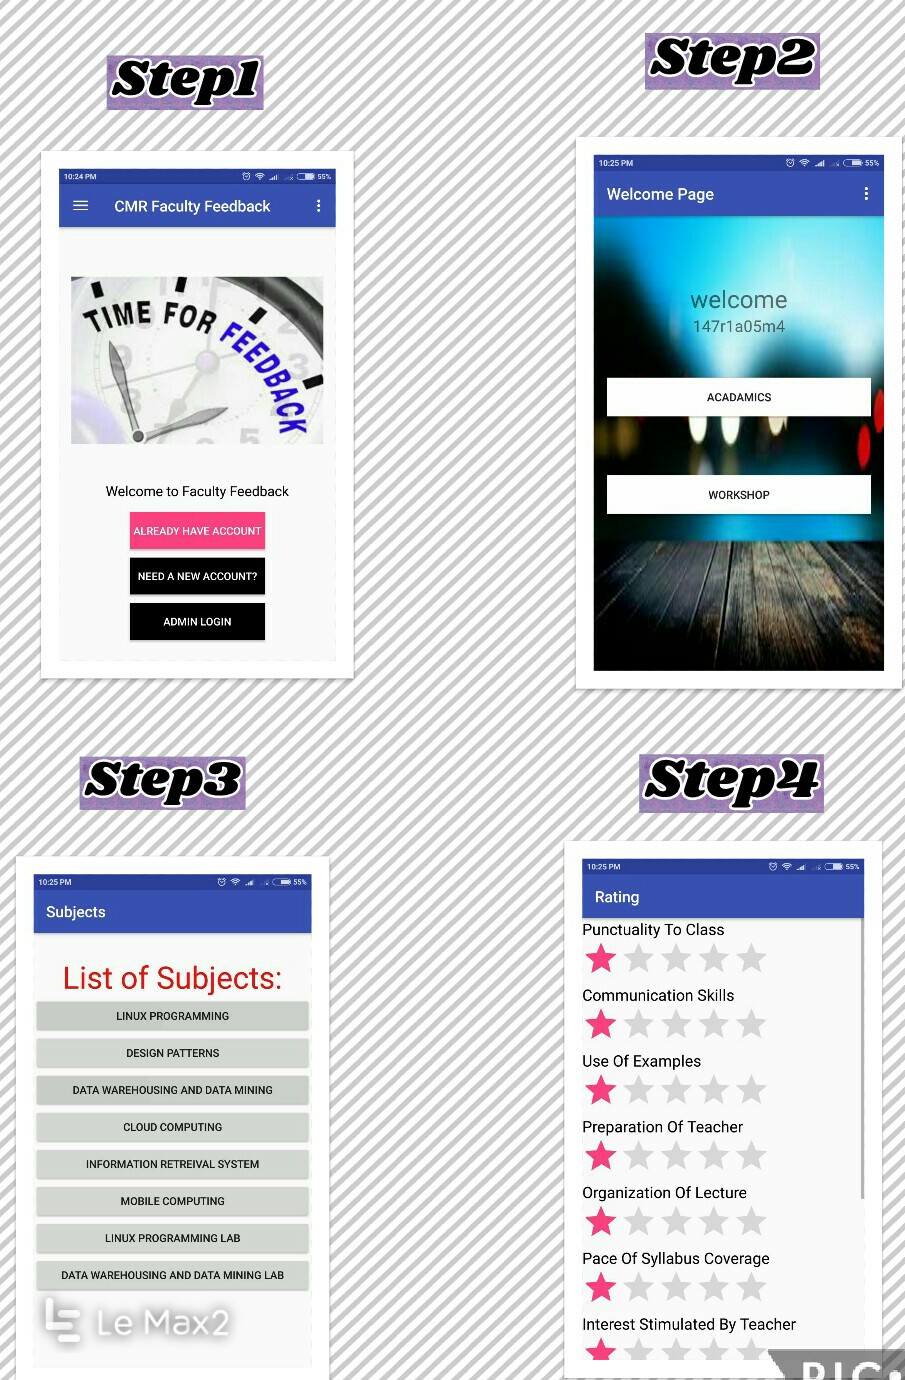 Step1
10:24 PM
55%
CMR Faculty Feedback
TIME FOR FEEDBACK
Welcome to Faculty Feedback
ALREADY HAVE ACCOUNT
NEED A NEW ACCOUNT?
ADMIN LOGIN
Step2
10:25 PM
55%
Welcome Page
welcome
147r1a05m4
ACADAMICS
WORKSHOP
Step3
10:25 PM
55%
Subjects
List of Subjects:
LINUX PROGRAMMING
DESIGN PATTERNS
DATA WAREHOUSING AND DATA MINING
CLOUD COMPUTING
INFORMATION RETREIVAL SYSTEM
MOBILE COMPUTING
LINUX PROGRAMMING LAB
DATA WAREHOUSING AND DATA MINING LAB
Le Max2
Step4
10:25 PM
55%
Rating
Punctuality To Class
Communication Skills
Use Of Examples
Preparation Of Teacher
Organization Of Lecture
Pace Of Syllabus Coverage
Interest Stimulated By Teacher